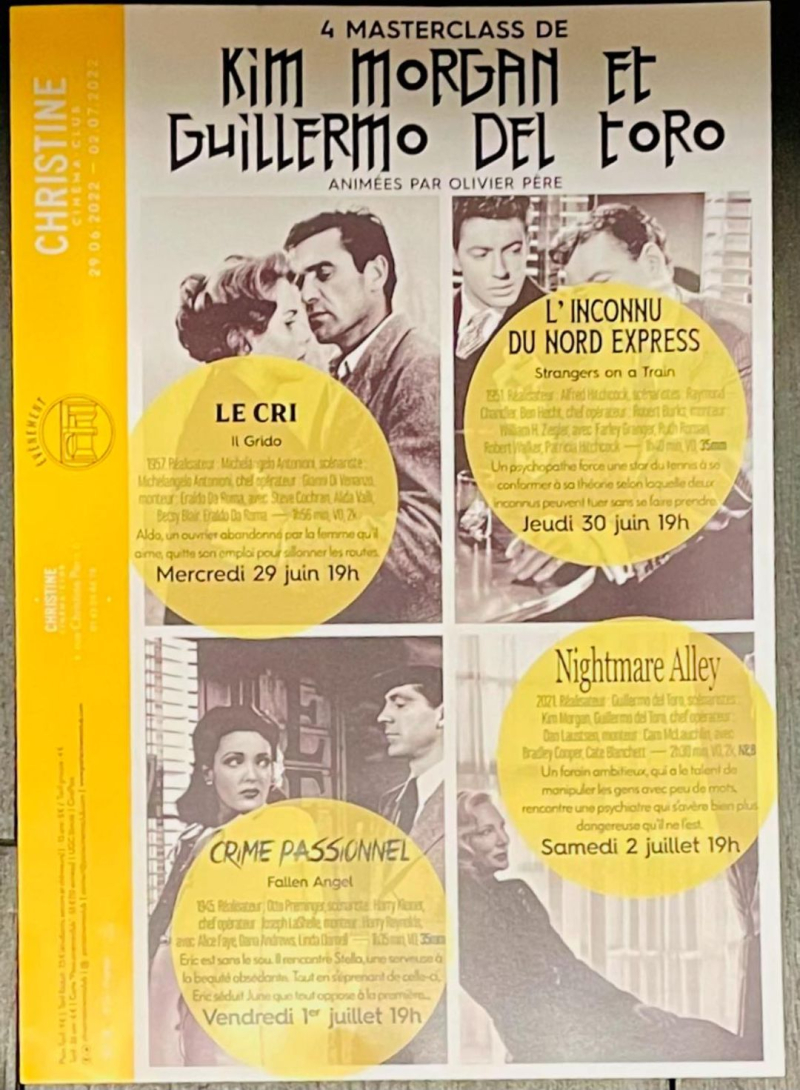 4 MASTERCLASS DE
KIM MORGAN ET
GUILLERMO DEL TORO
ANIMÉES PAR OLIVIER PÈRE
CHRISTINE
CINÉMA CLUB
29.06.2022 — 02.07.2022
ÉVÉNEMENT
CHRISTINE
LE CRI
Il Grido
1957. Réalisateur : Michelangelo Antonioni, scénariste :
Michelangelo Antonioni, chef opérateur : Gianni Di Venanzo,
monteur : Eraldo Da Roma, avec Steve Cochran, Alida Valli,
Betsy Blair, Eraldo Da Roma — 1h56 min, VO, 2k
Aldo, un ouvrier abandonné par la femme qu'il
aime, quitte son emploi pour sillonner les routes.
Mercredi 29 juin 19h
L'INCONNU
DU NORD EXPRESS
Strangers on a Train
1951. Réalisateur : Alfred Hitchcock, scénaristes : Raymond
Chandler, Ben Hecht, chef opérateur : Robert Burks, monteur :
William H. Ziegler, avec Farley Granger, Ruth Roman,
Robert Walker, Patricia Hitchcock — 1h40 min, VO, 35mm
Un psychopathe force une star du tennis à se
conformer à sa théorie selon laquelle deux
inconnus peuvent tuer sans se faire prendre.
Jeudi 30 juin 19h
CRIME PASSIONNEL
Fallen Angel
1945. Réalisateur : Otto Preminger, scénariste : Harry Kleiner,
chef opérateur : Joseph LaShelle, monteur : Harry Reynolds,
avec Alice Faye, Dana Andrews, Linda Darnell — 1h35 min, VO, 35mm
Eric est sans le sou. Il rencontre Stella, une serveuse à
la beauté obsédante. Tout en s'éprenant de celle-ci,
Eric séduit June que tout oppose à la première...
Vendredi 1er juillet 19h
Nightmare Alley
2021. Réalisateur : Guillermo del Toro, scénaristes :
Kim Morgan, Guillermo del Toro, chef opérateur :
Dan Laustsen, monteur : Cam McLauchlin, avec
Bradley Cooper, Cate Blanchett — 2h30 min, VO, 2k, N&B
Un forain ambitieux, qui a le talent de
manipuler les gens avec peu de mots,
rencontre une psychiatre qui s'avère bien plus
dangereuse qu'il ne l'est.
Samedi 2 juillet 19h